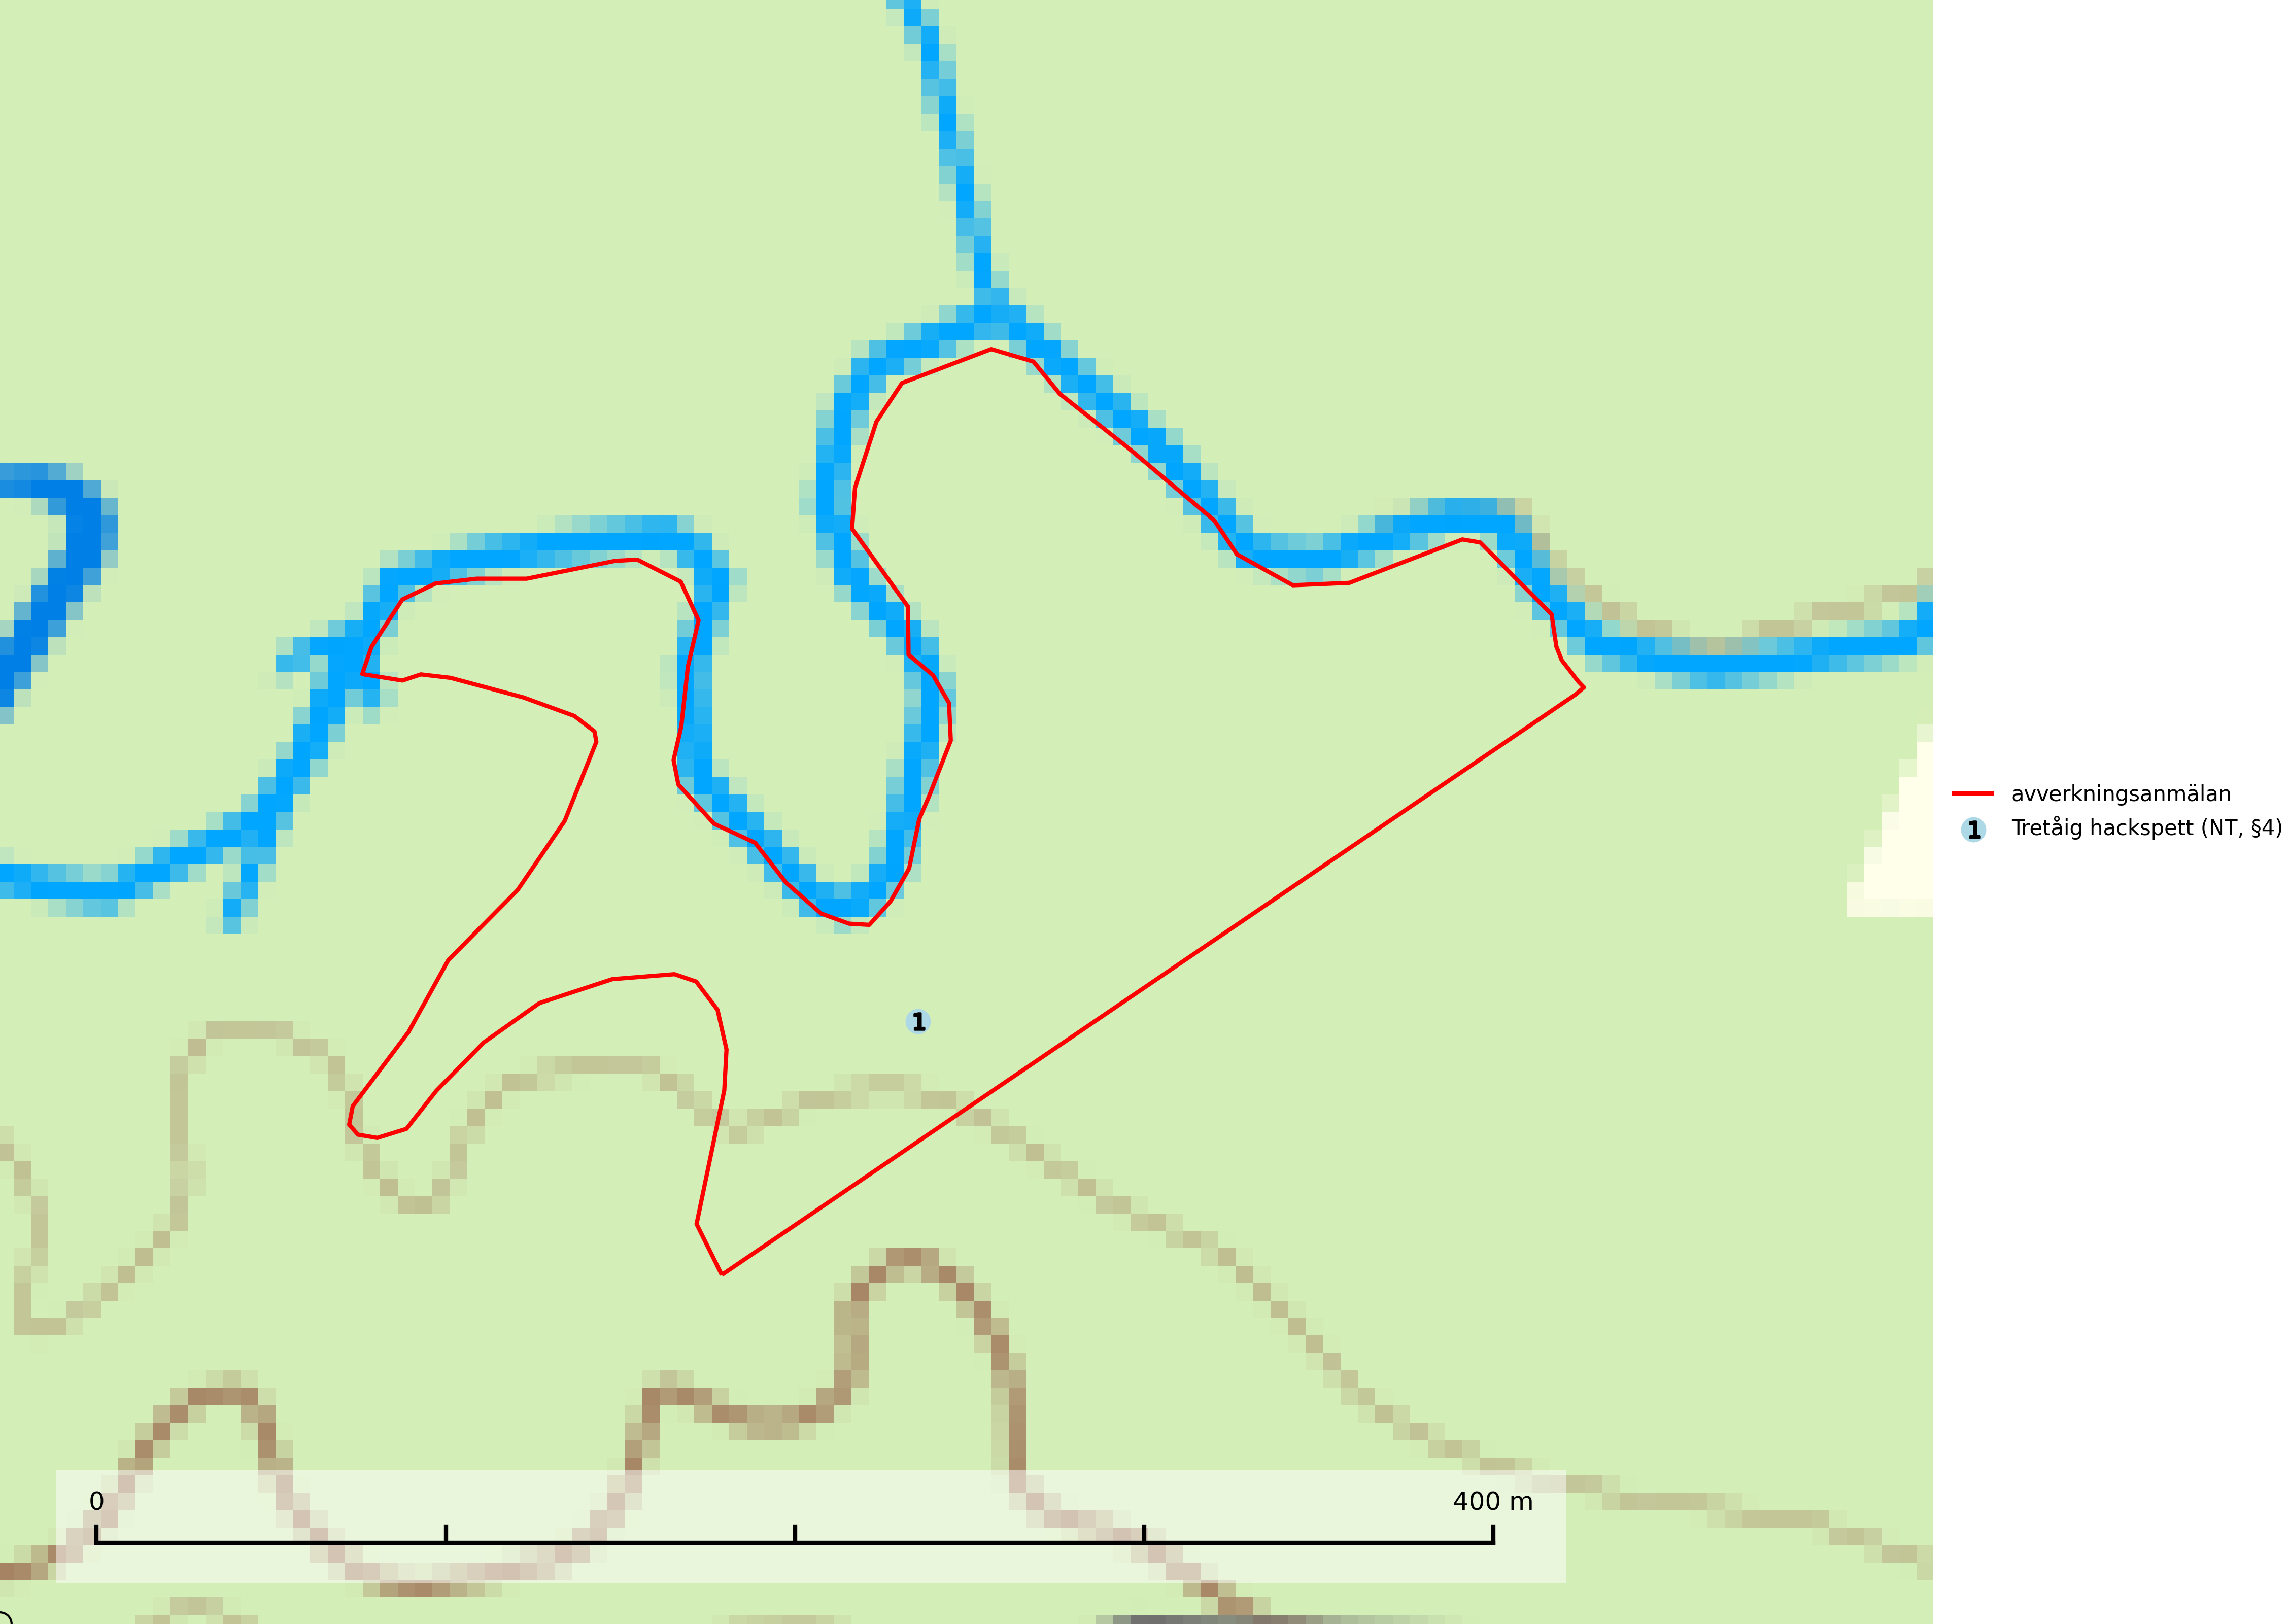 1
avverkningsanmälan
1 Tretåig hackspett (NT, §4)
0 400 m